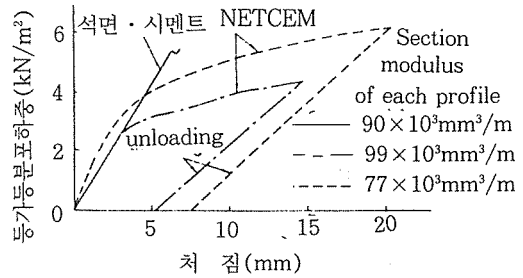 석면・시멘트
NETCEM
등가등분포하중(kN/m²)
6
4
2
0
unloading
Section
modulus
of each profile
90×10³mm³/m
99×10³mm³/m
77×10³mm³/m
0
5
10
15
20
처 짐(mm)